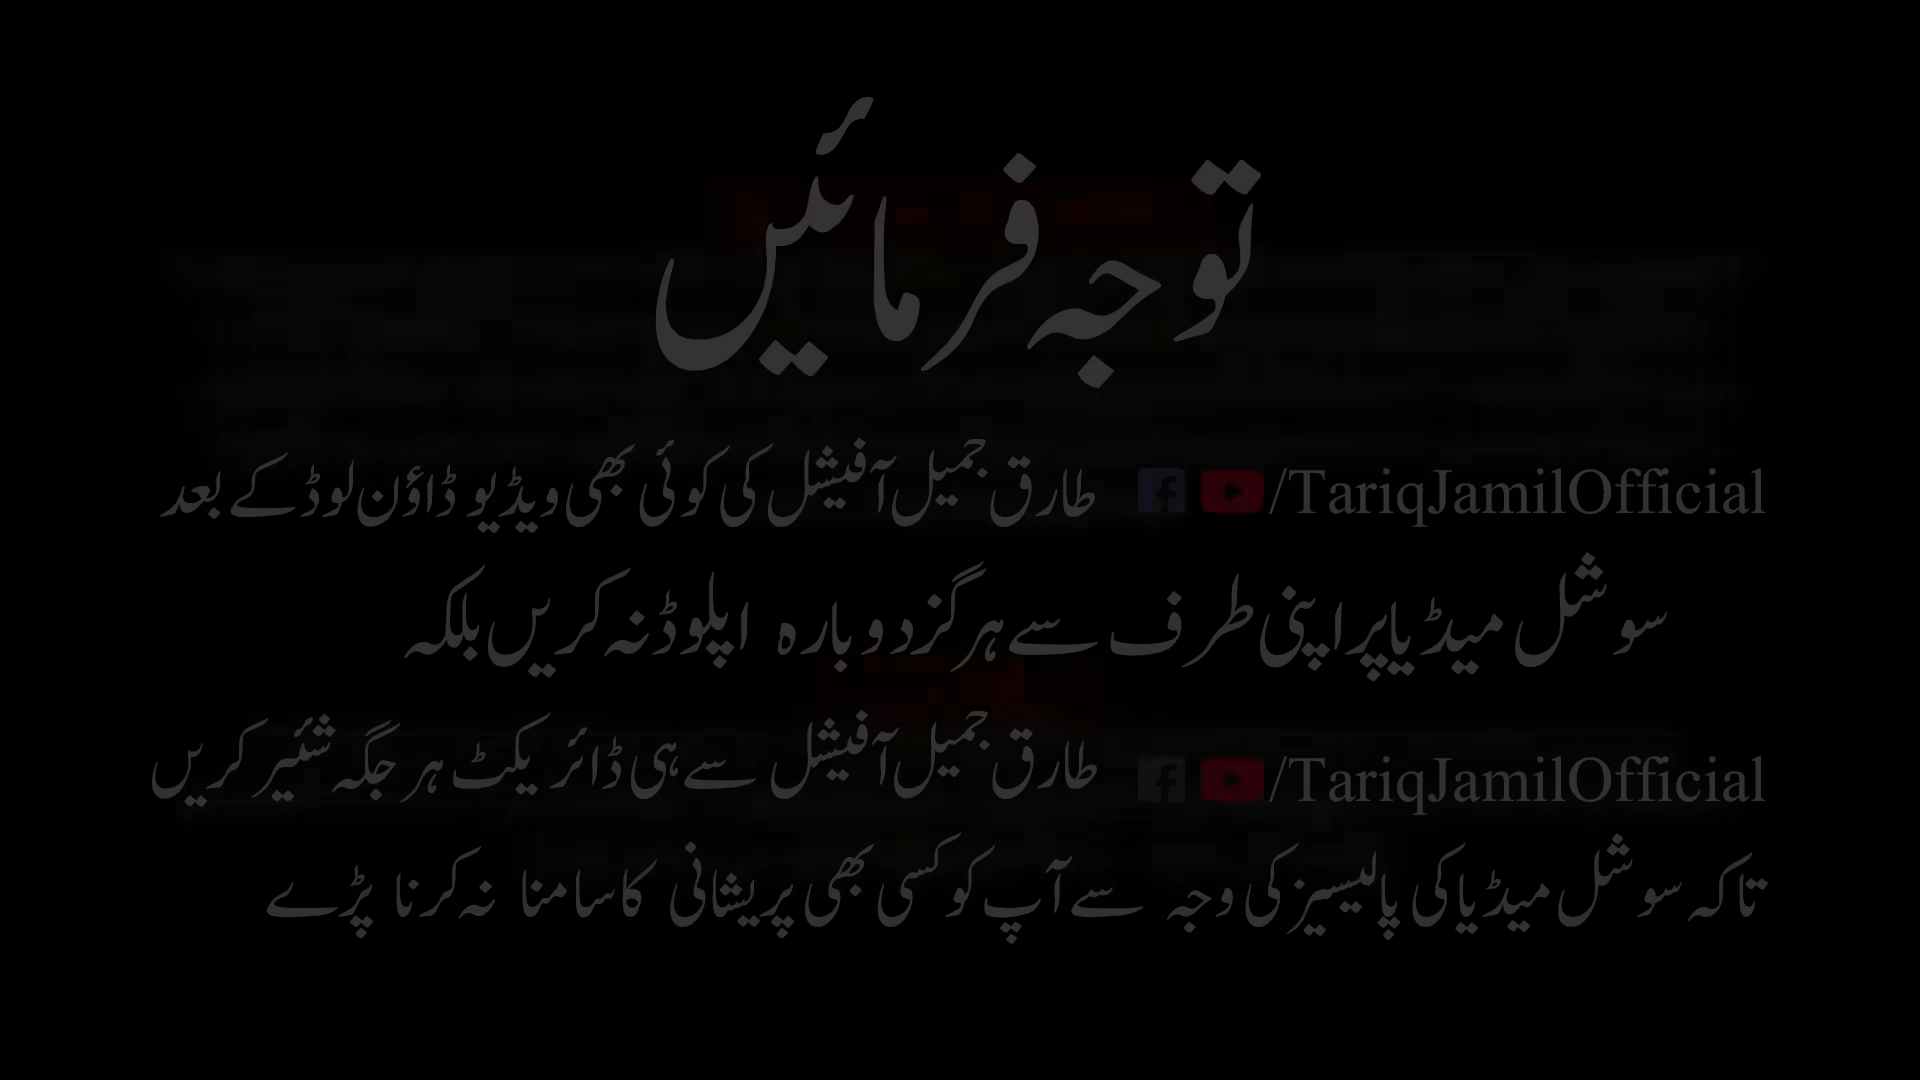 توجہ فرمائیں
/TariqJamilOfficial طارق جمیل آفیشل کی کوئی بھی ویڈیو ڈاؤن لوڈ کے بعد
سوشل میڈیا پر اپنی طرف سے ہرگز دوبارہ اپلوڈ نہ کریں بلکہ
/TariqJamilOfficial طارق جمیل آفیشل سے ہی ڈائریکٹ ہر جگہ شئیر کریں
تاکہ سوشل میڈیا کی پالیسیز کی وجہ سے آپ کو کسی بھی پریشانی کا سامنا نہ کرنا پڑے